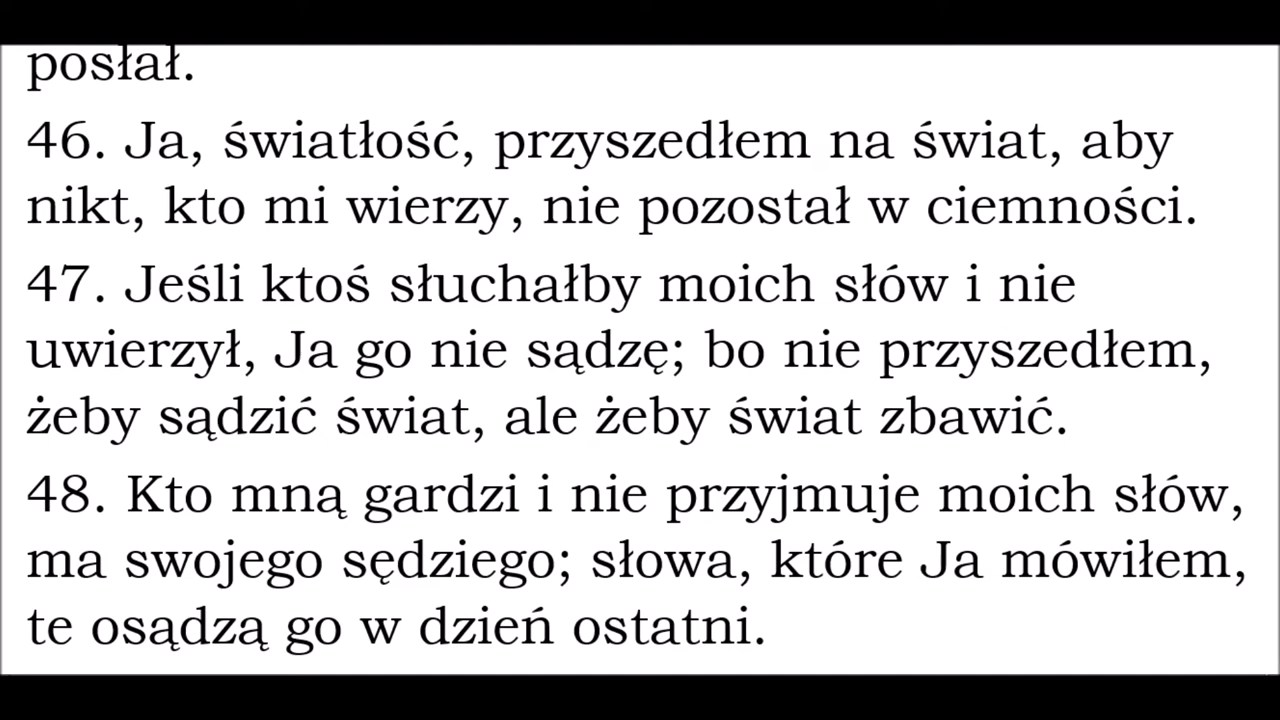 posłał.
46. Ja, światłość, przyszedłem na świat, aby
nikt, kto mi wierzy, nie pozostał w ciemności.
47. Jeśli ktoś słuchałby moich słów i nie
uwierzył, Ja go nie sądzę; bo nie przyszedłem,
żeby sądzić świat, ale żeby świat zbawić.
48. Kto mną gardzi i nie przyjmuje moich słów,
ma swojego sędziego; słowa, które Ja mówiłem,
te osądzą go w dzień ostatni.